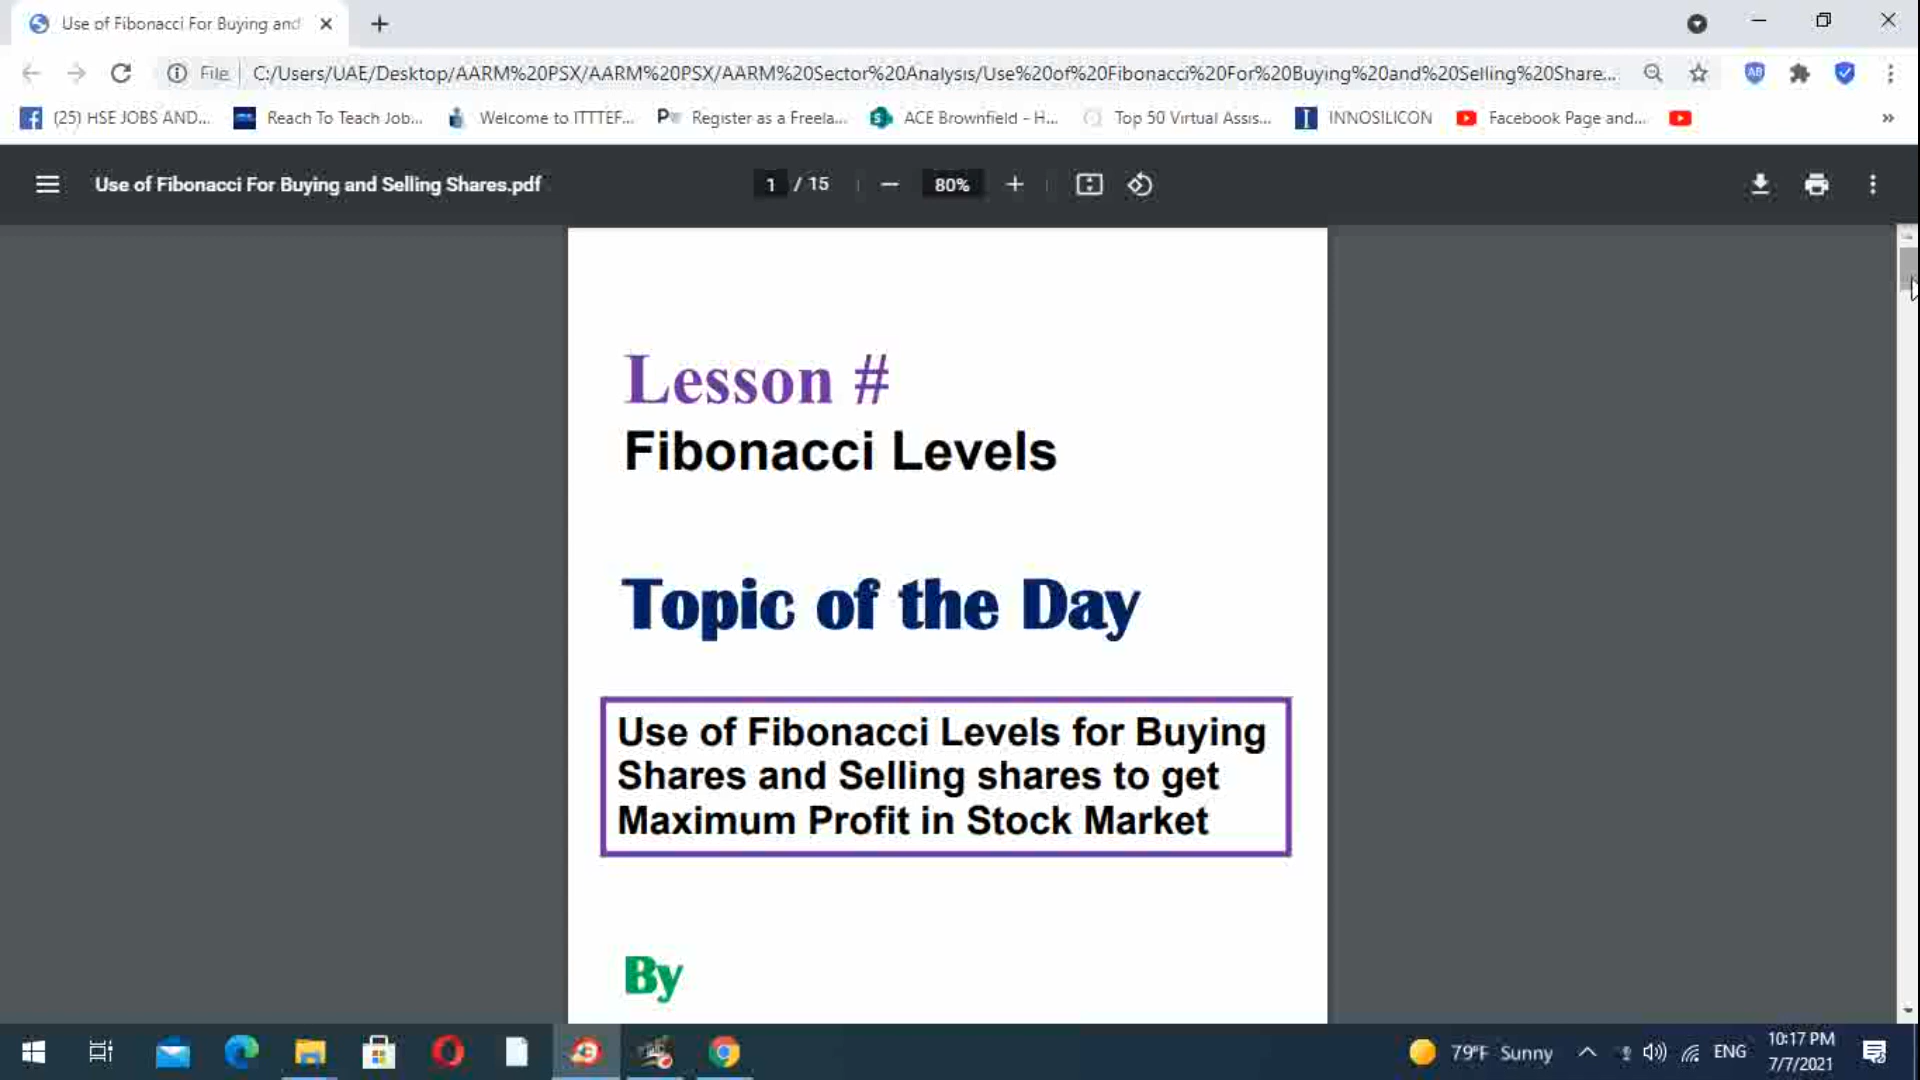 Use of Fibonacci For Buying and
File
C:/Users/UAE/Desktop/AARM%20PSX/AARM%20PSX/AARM%20Sector%20Analysis/Use%20of%20Fibonacci%20For%20Buying%20and%20Selling%20Share...
(25) HSE JOBS AND... Reach To Teach Job... Welcome to ITTTEF... Register as a Freela... ACE Brownfield - H... Top 50 Virtual Assis... INNOSILICON Facebook Page and...
Use of Fibonacci For Buying and Selling Shares.pdf 1 / 15 80%
Lesson #
Fibonacci Levels
Topic of the Day
Use of Fibonacci Levels for Buying
Shares and Selling shares to get
Maximum Profit in Stock Market
By
79°F Sunny ENG 10:17 PM
7/7/2021